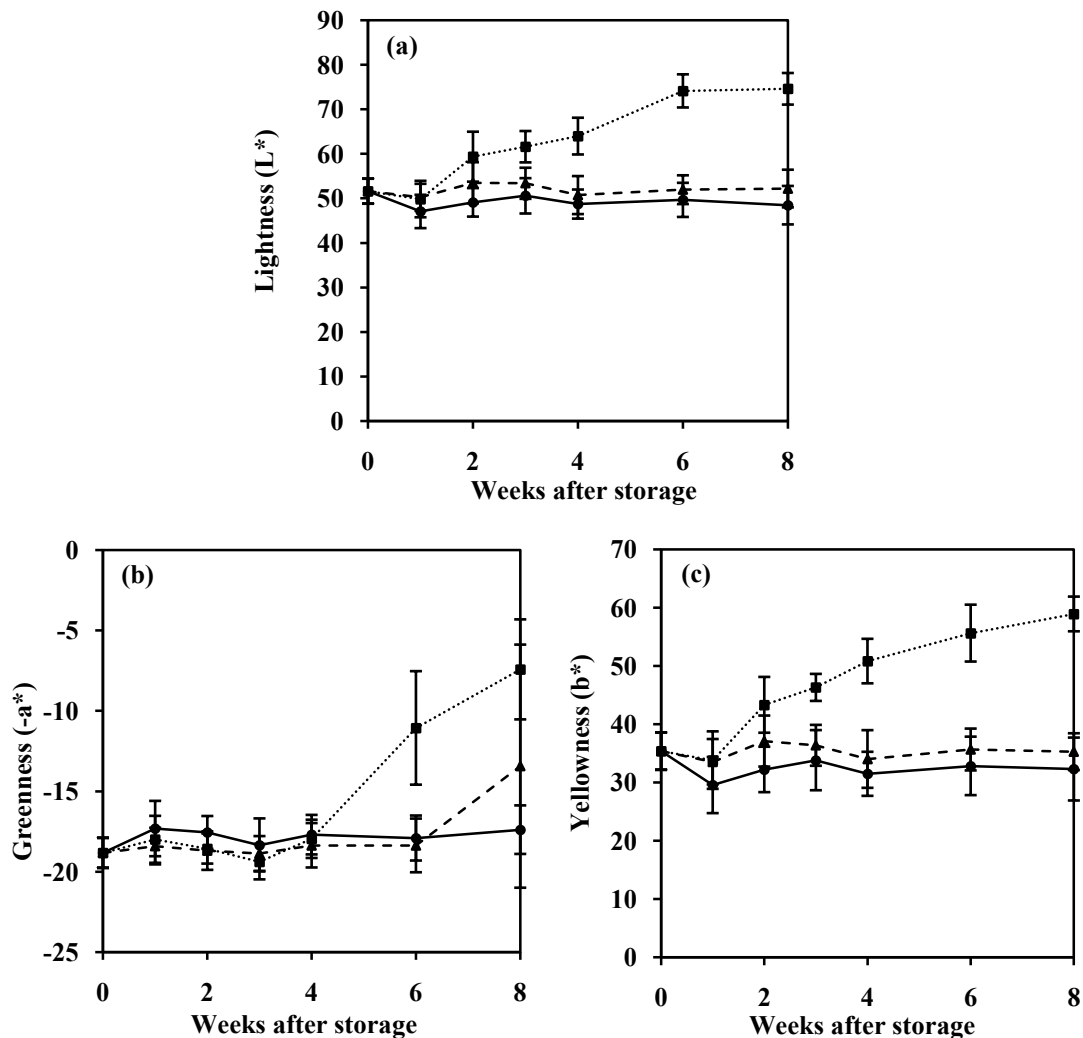 (a)
Lightness (L*)
90
80
70
60
50
40
30
20
10
0
0 2 4 6 8
Weeks after storage
(b)
Greenness (-a*)
0
-5
-10
-15
-20
-25
0 2 4 6 8
Weeks after storage
(c)
Yellowness (b*)
70
60
50
40
30
20
10
0
0 2 4 6 8
Weeks after storage